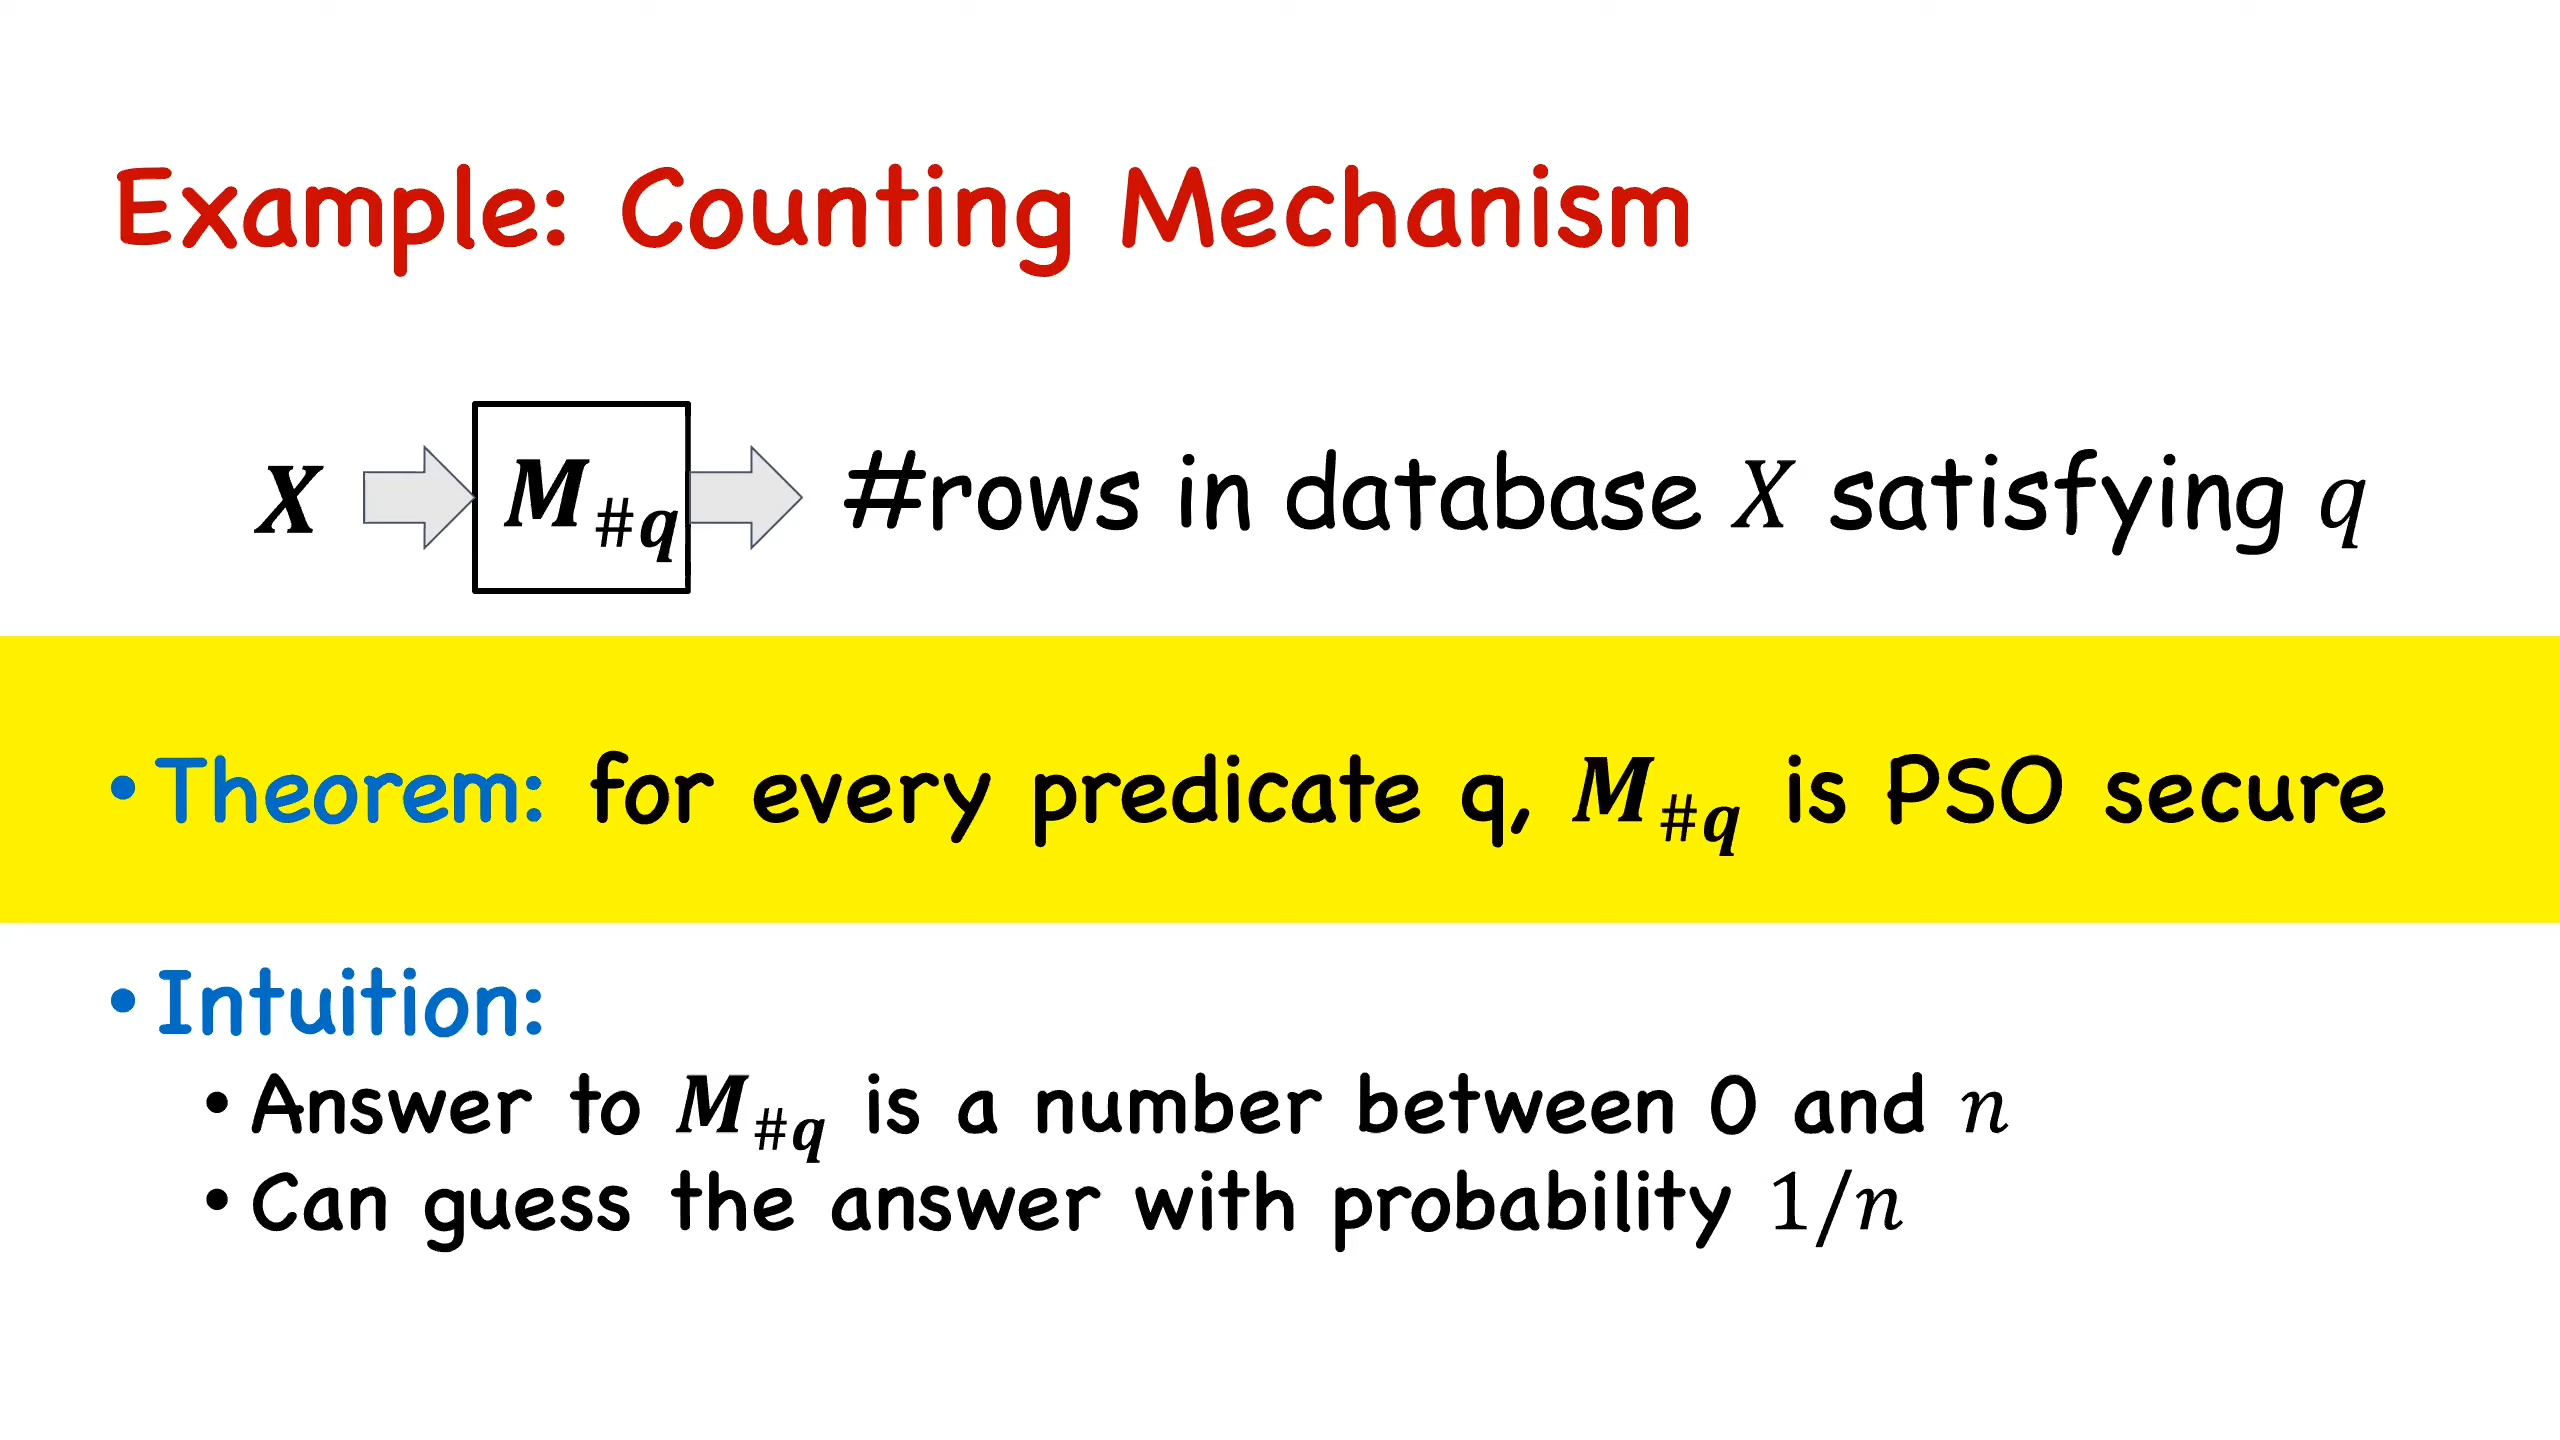 Example: Counting Mechanism
X M#q #rows in database X satisfying q
• Theorem: for every predicate q, M#q is PSO secure
• Intuition:
• Answer to M#q is a number between 0 and n
• Can guess the answer with probability 1/n